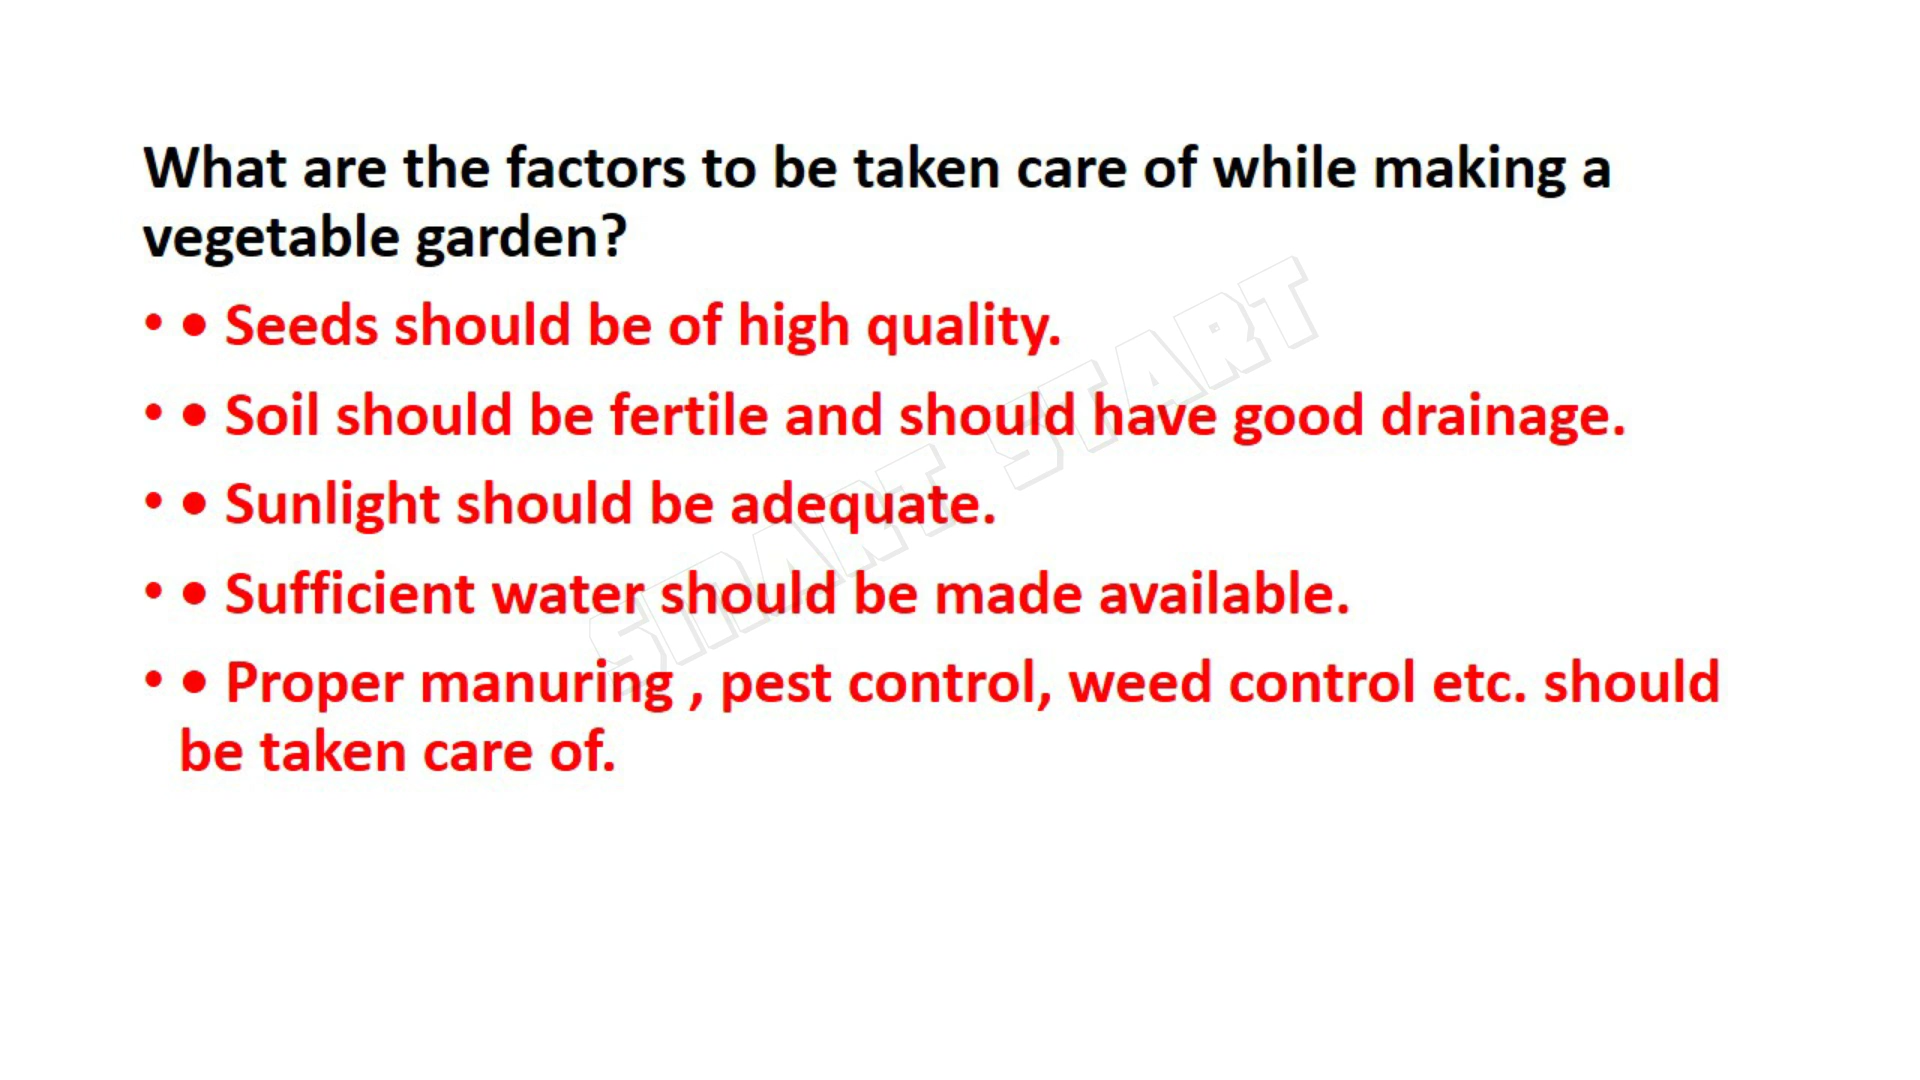 What are the factors to be taken care of while making a
vegetable garden?
• • Seeds should be of high quality.
• • Soil should be fertile and should have good drainage.
• • Sunlight should be adequate.
• • Sufficient water should be made available.
• • Proper manuring , pest control, weed control etc. should
be taken care of.
SMART START